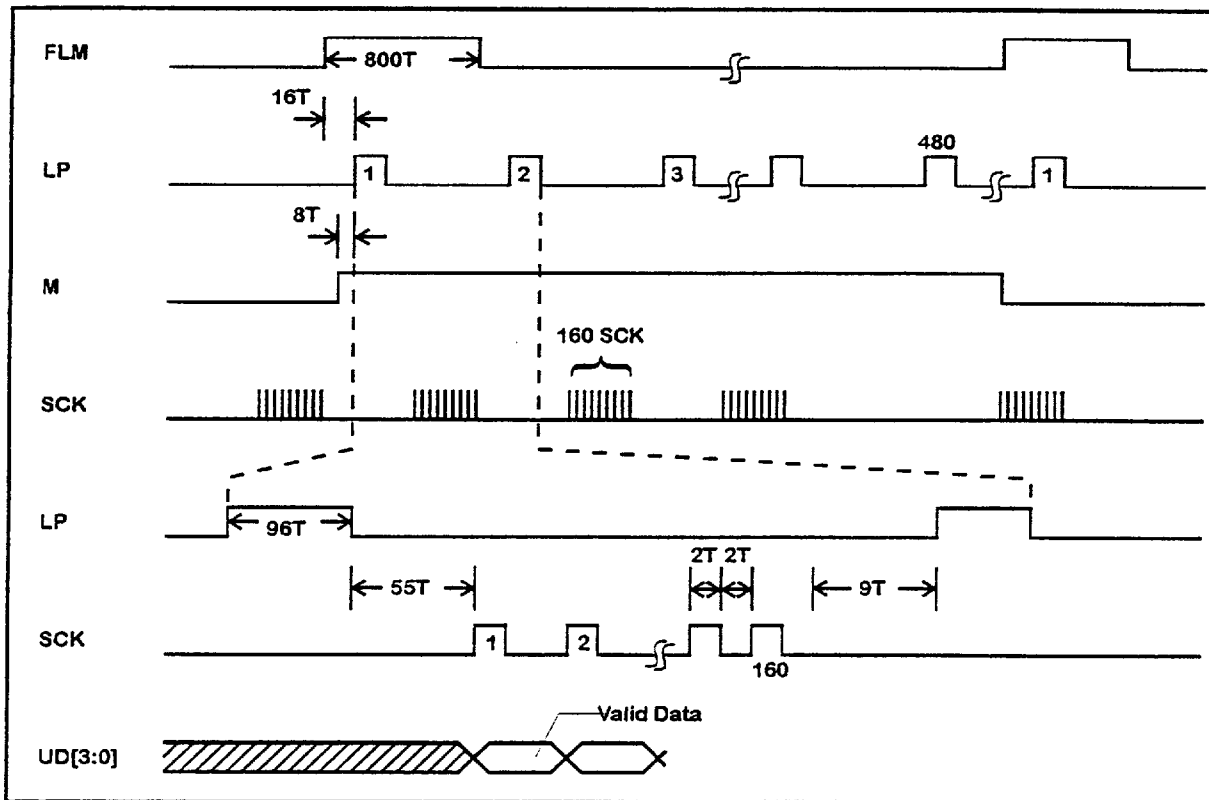 FLM
800T
16T
LP
1
2
3
480
1
8T
M
160 SCK
SCK
LP
96T
2T 2T
55T
9T
SCK
1
2
160
Valid Data
UD[3:0]